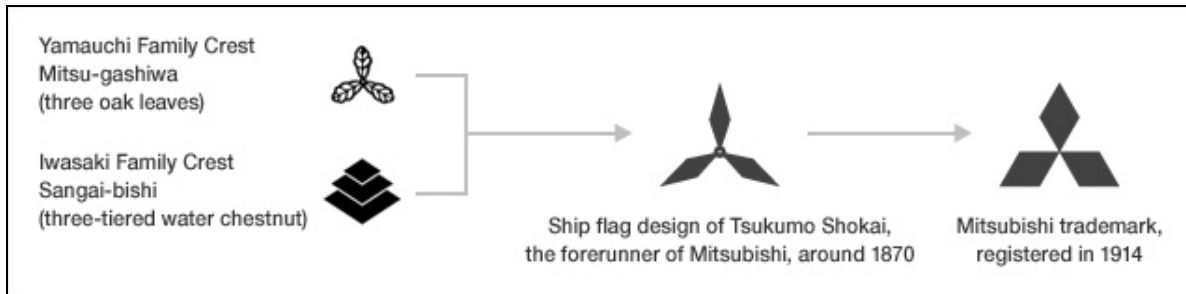 Yamauchi Family Crest
Mitsu-gashiwa
(three oak leaves)
Iwasaki Family Crest
Sangai-bishi
(three-tiered water chestnut)
Ship flag design of Tsukumo Shokai,
the forerunner of Mitsubishi, around 1870
Mitsubishi trademark,
registered in 1914